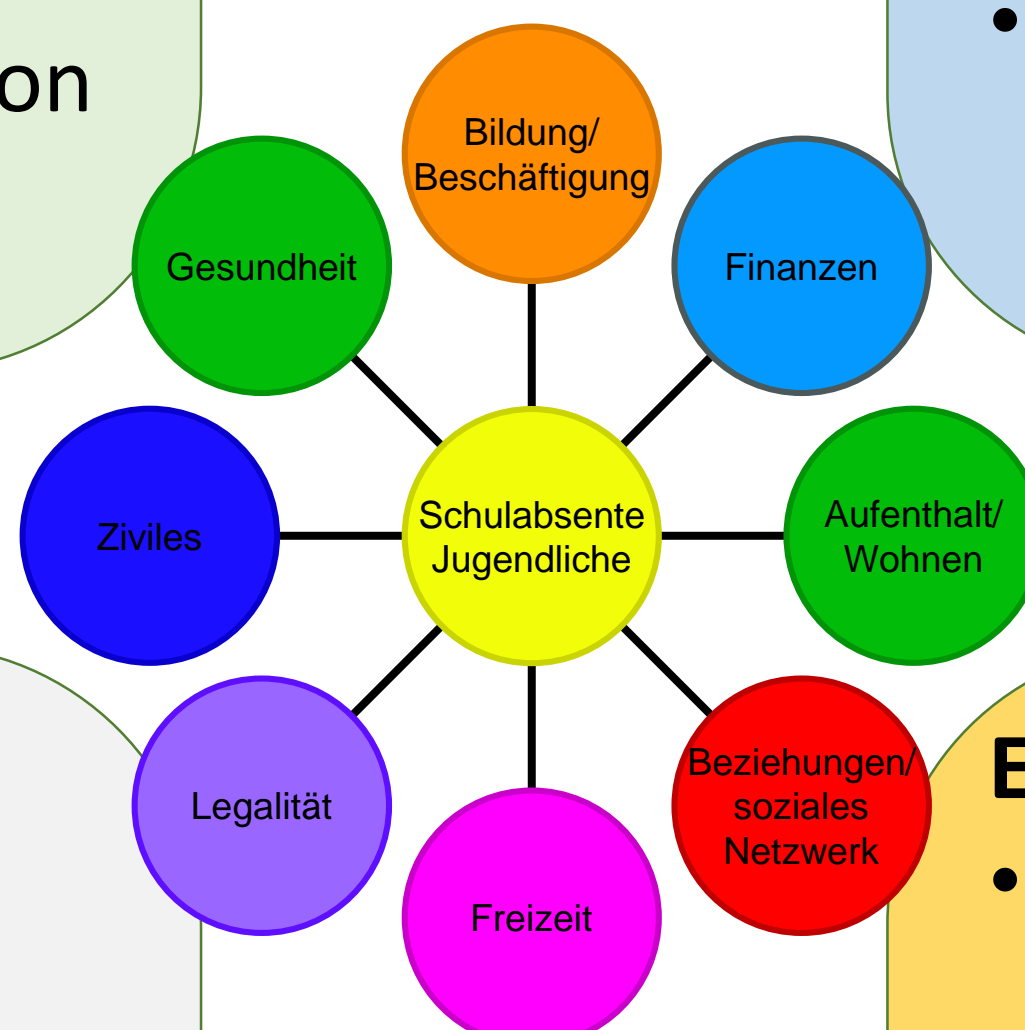 •
on
Bildung/
Beschäftigung
Gesundheit
Finanzen
Ziviles
Schulabsente
Jugendliche
Aufenthalt/
Wohnen
Legalität
Beziehungen/
soziales
Netzwerk
Freizeit
•